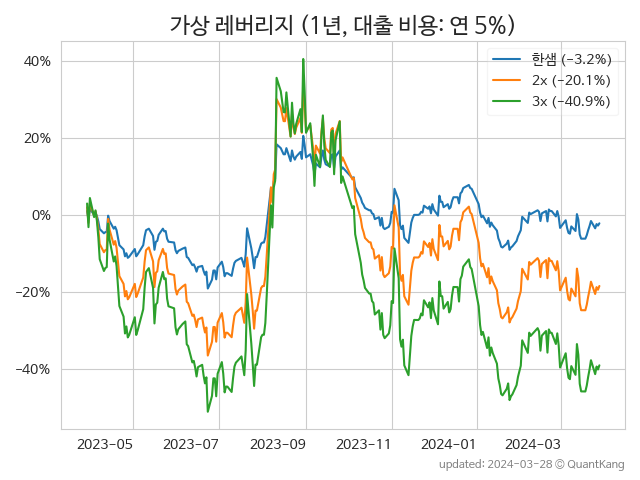 가상 레버리지 (1년, 대출 비용: 연 5%)
한샘 (−3.2%)
2x (−20.1%)
3x (−40.9%)
40%
20%
0%
−20%
−40%
2023−05 2023−07 2023−09 2023−11 2024−01 2024−03
updated: 2024-03-28 © QuantKang